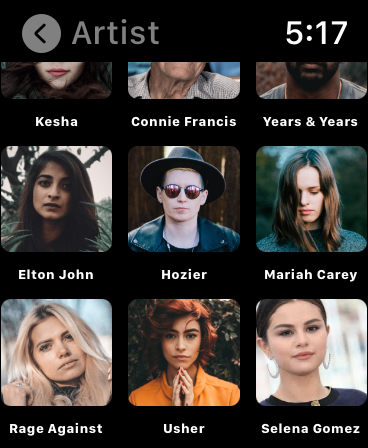 Artist 5:17
Kesha Connie Francis Years & Years
Elton John Hozier Mariah Carey
Rage Against Usher Selena Gomez